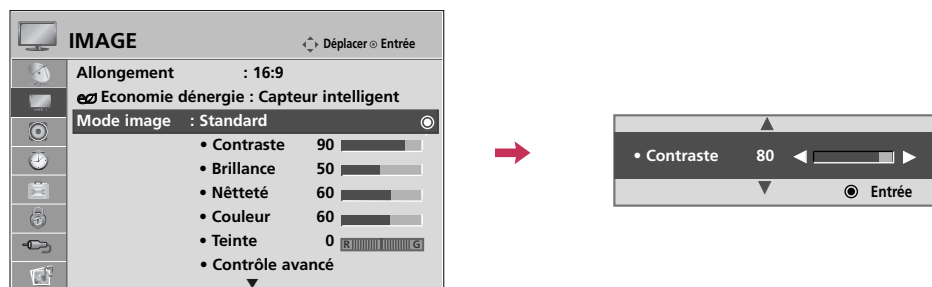 IMAGE
Déplacer Entrée
Allongement : 16:9
Economie dénergie : Capteur intelligent
Mode image : Standard
• Contraste 90
• Brillance 50
• Nêtteté 60
• Couleur 60
• Teinte 0 R G
• Contrôle avancé
• Contraste 80
Entrée